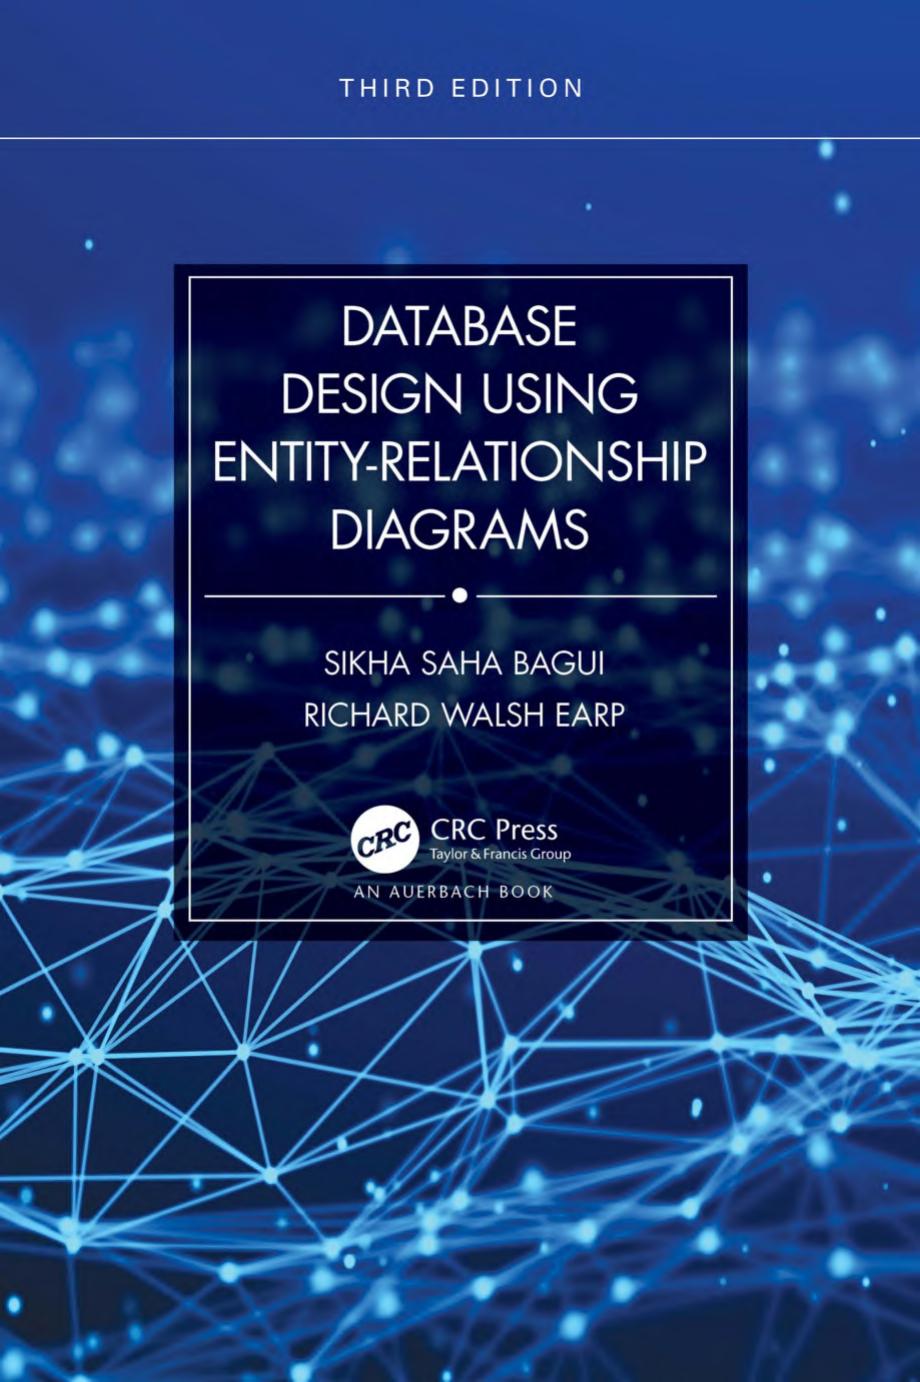 THIRD EDITION
DATABASE
DESIGN USING
ENTITY-RELATIONSHIP
DIAGRAMS
SIKHA SAHA BAGUI
RICHARD WALSH EARP
CRC CRC Press
Taylor & Francis Group
AN AUERBACH BOOK